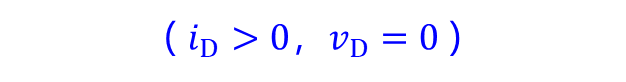 ( i_D > 0 ,  v_D = 0 )